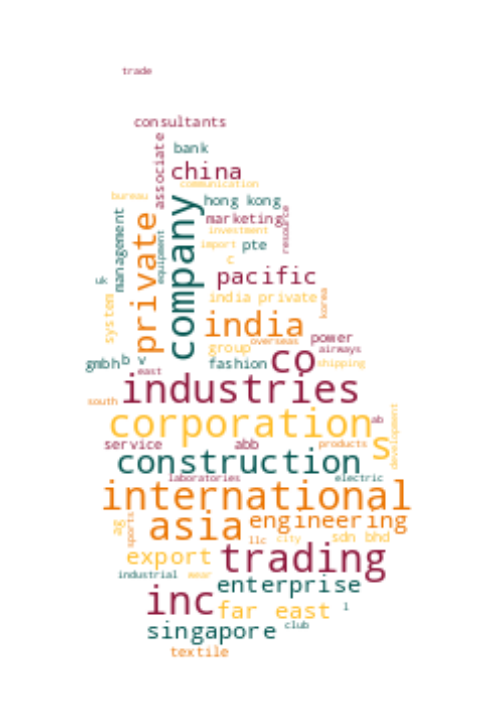 trade
consultants
associate
bank
china
communication
bureau
company
hong kong
management
private
marketing
resource
investment
equipment
import pte
c
pacific
uk
system
india private
korea
india
power
overseas
group
airways
co
gmbh
b v
fashion
shipping
east
industries
south
corporation
ab
development
s
service
abb
products
construction
laboratories
electric
international
ag
sports
asia
engineering
llc
city
sdn bhd
export
trading
industrial
wear
enterprise
inc
far east
l
singapore
club
textile